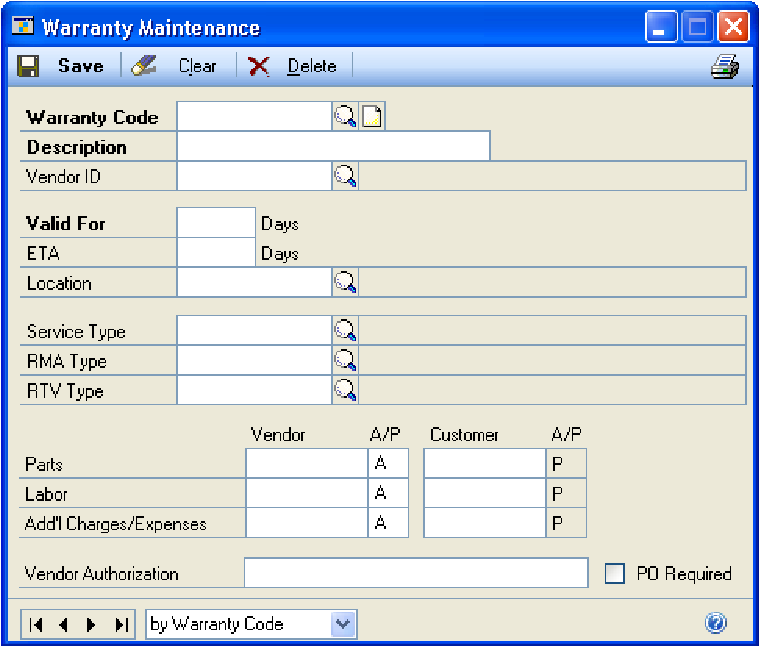 Warranty Maintenance
Save Clear Delete
Warranty Code
Description
Vendor ID
Valid For Days
ETA Days
Location
Service Type
RMA Type
RTV Type
Vendor A/P Customer A/P
Parts A P
Labor A P
Add'l Charges/Expenses A P
Vendor Authorization PO Required
by Warranty Code